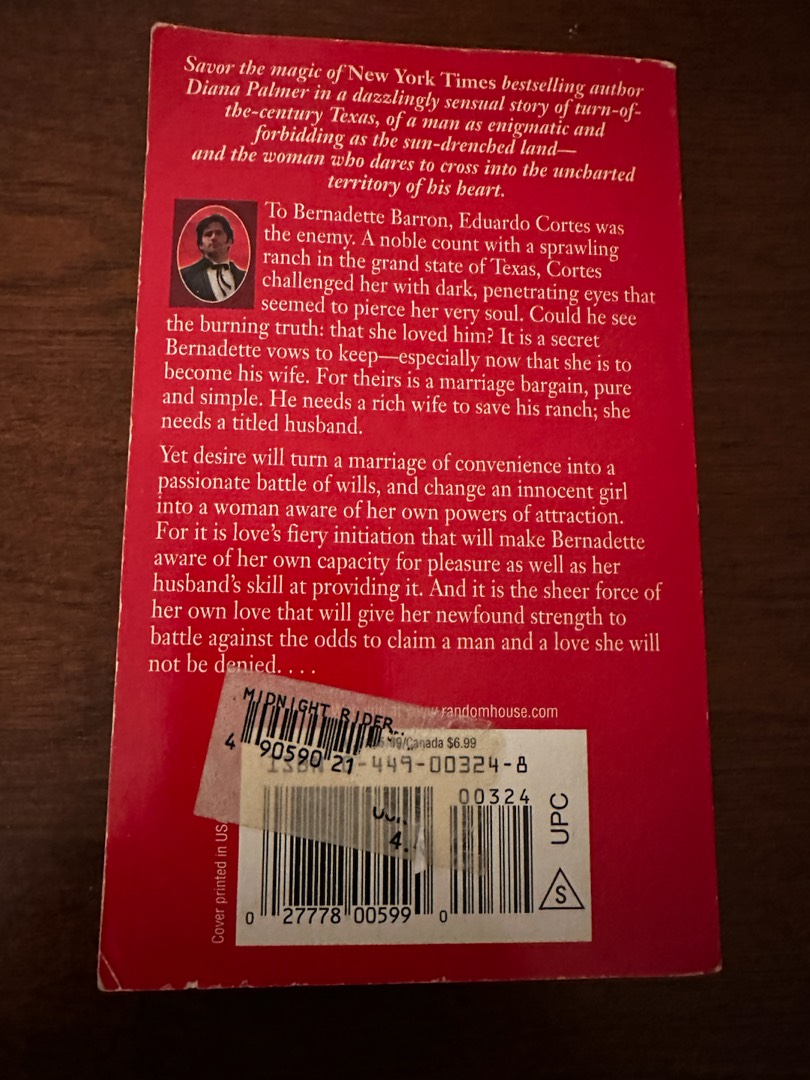 Savor the magic of New York Times bestselling author
Diana Palmer in a dazzlingly sensual story of turn-of-
the-century Texas, of a man as enigmatic and
forbidding as the sun-drenched land—
and the woman who dares to cross into the uncharted
territory of his heart.
To Bernadette Barron, Eduardo Cortes was
the enemy. A noble count with a sprawling
ranch in the grand state of Texas, Cortes
challenged her with dark, penetrating eyes that
seemed to pierce her very soul. Could he see
the burning truth: that she loved him? It is a secret
Bernadette vows to keep—especially now that she is to
become his wife. For theirs is a marriage bargain, pure
and simple. He needs a rich wife to save his ranch; she
needs a titled husband.
Yet desire will turn a marriage of convenience into a
passionate battle of wills, and change an innocent girl
into a woman aware of her own powers of attraction.
For it is love's fiery initiation that will make Bernadette
aware of her own capacity for pleasure as well as her
husband's skill at providing it. And it is the sheer force of
her own love that will give her newfound strength to
battle against the odds to claim a man and a love she will
not be denied. . . .
www.randomhouse.com
MIDNIGHT RIDER
4 90590 21
/Canada $6.99
-449-00324-8
00324
UPC
S
4.
0 27778 00599 0
Cover printed in US